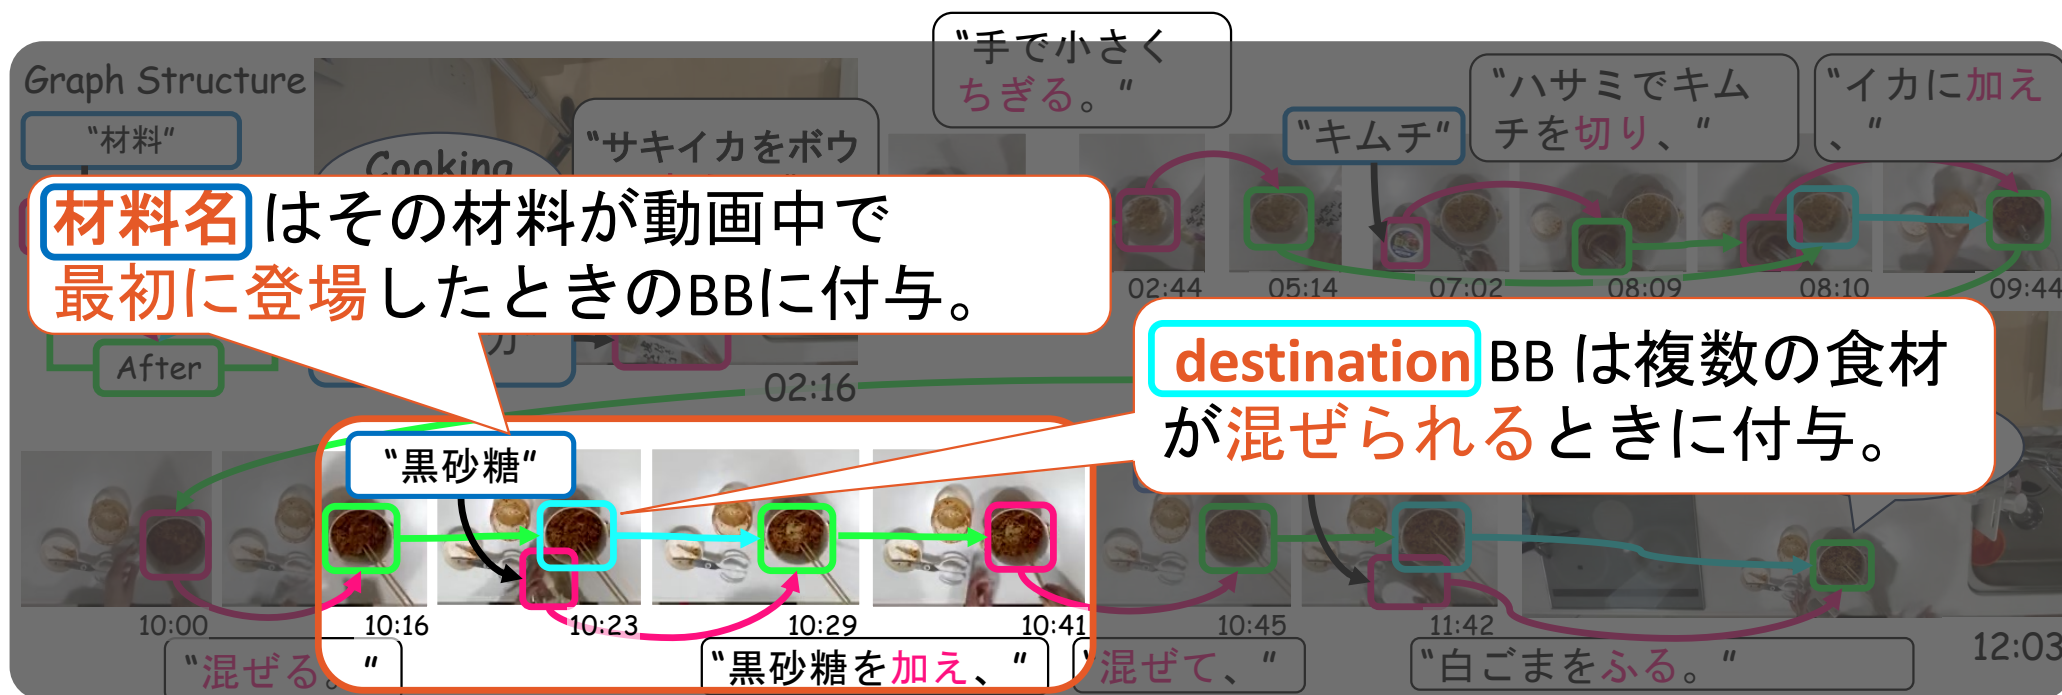 "手で小さく
ちぎる。"
Graph Structure
"材料"
Cooking
"サキイカをボウ
"キムチ"
"ハサミでキム
チを切り、"
"イカに加え
、"
材料名はその材料が動画中で
最初に登場したときのBBに付与。
02:44
05:14
07:02
08:09
08:10
09:44
After
02:16
destination BB は複数の食材
が混ぜられるときに付与。
"黒砂糖"
10:00
10:16
10:23
10:29
10:41
10:45
11:42
12:03
"混ぜる。"
"黒砂糖を加え、"
"混ぜて、"
"白ごまをふる。"